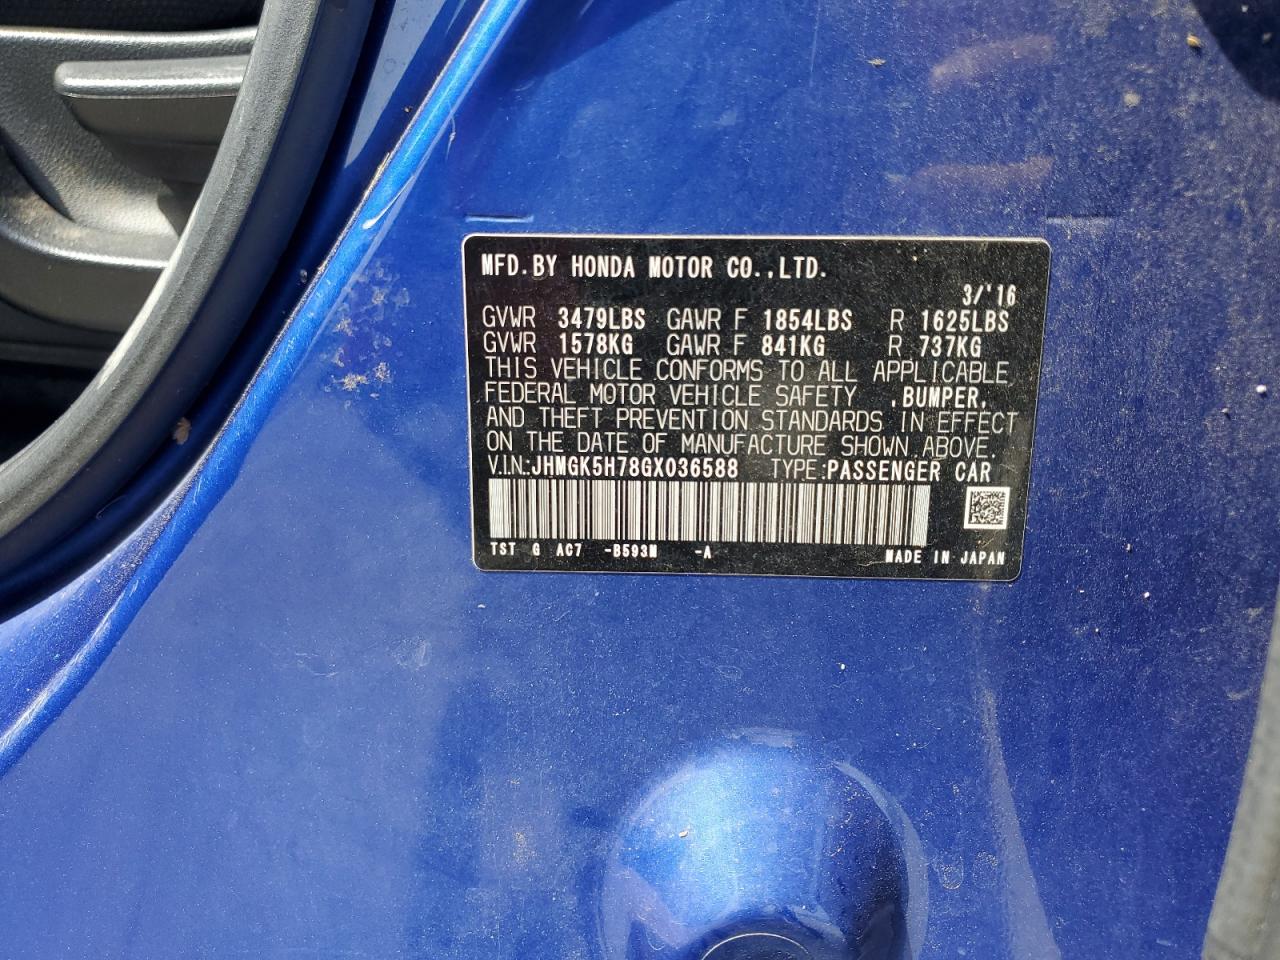 MFD.BY HONDA MOTOR CO.,LTD.
3/'16
GVWR 3479LBS GAWR F 1854LBS R 1625LBS
GVWR 1578KG GAWR F 841KG R 737KG
THIS VEHICLE CONFORMS TO ALL APPLICABLE
FEDERAL MOTOR VEHICLE SAFETY ,BUMPER,
AND THEFT PREVENTION STANDARDS IN EFFECT
ON THE DATE OF MANUFACTURE SHOWN ABOVE.
V.IN:JHMGK5H78GX036588 TYPE:PASSENGER CAR
TST G AC7 -B593M -A MADE IN JAPAN